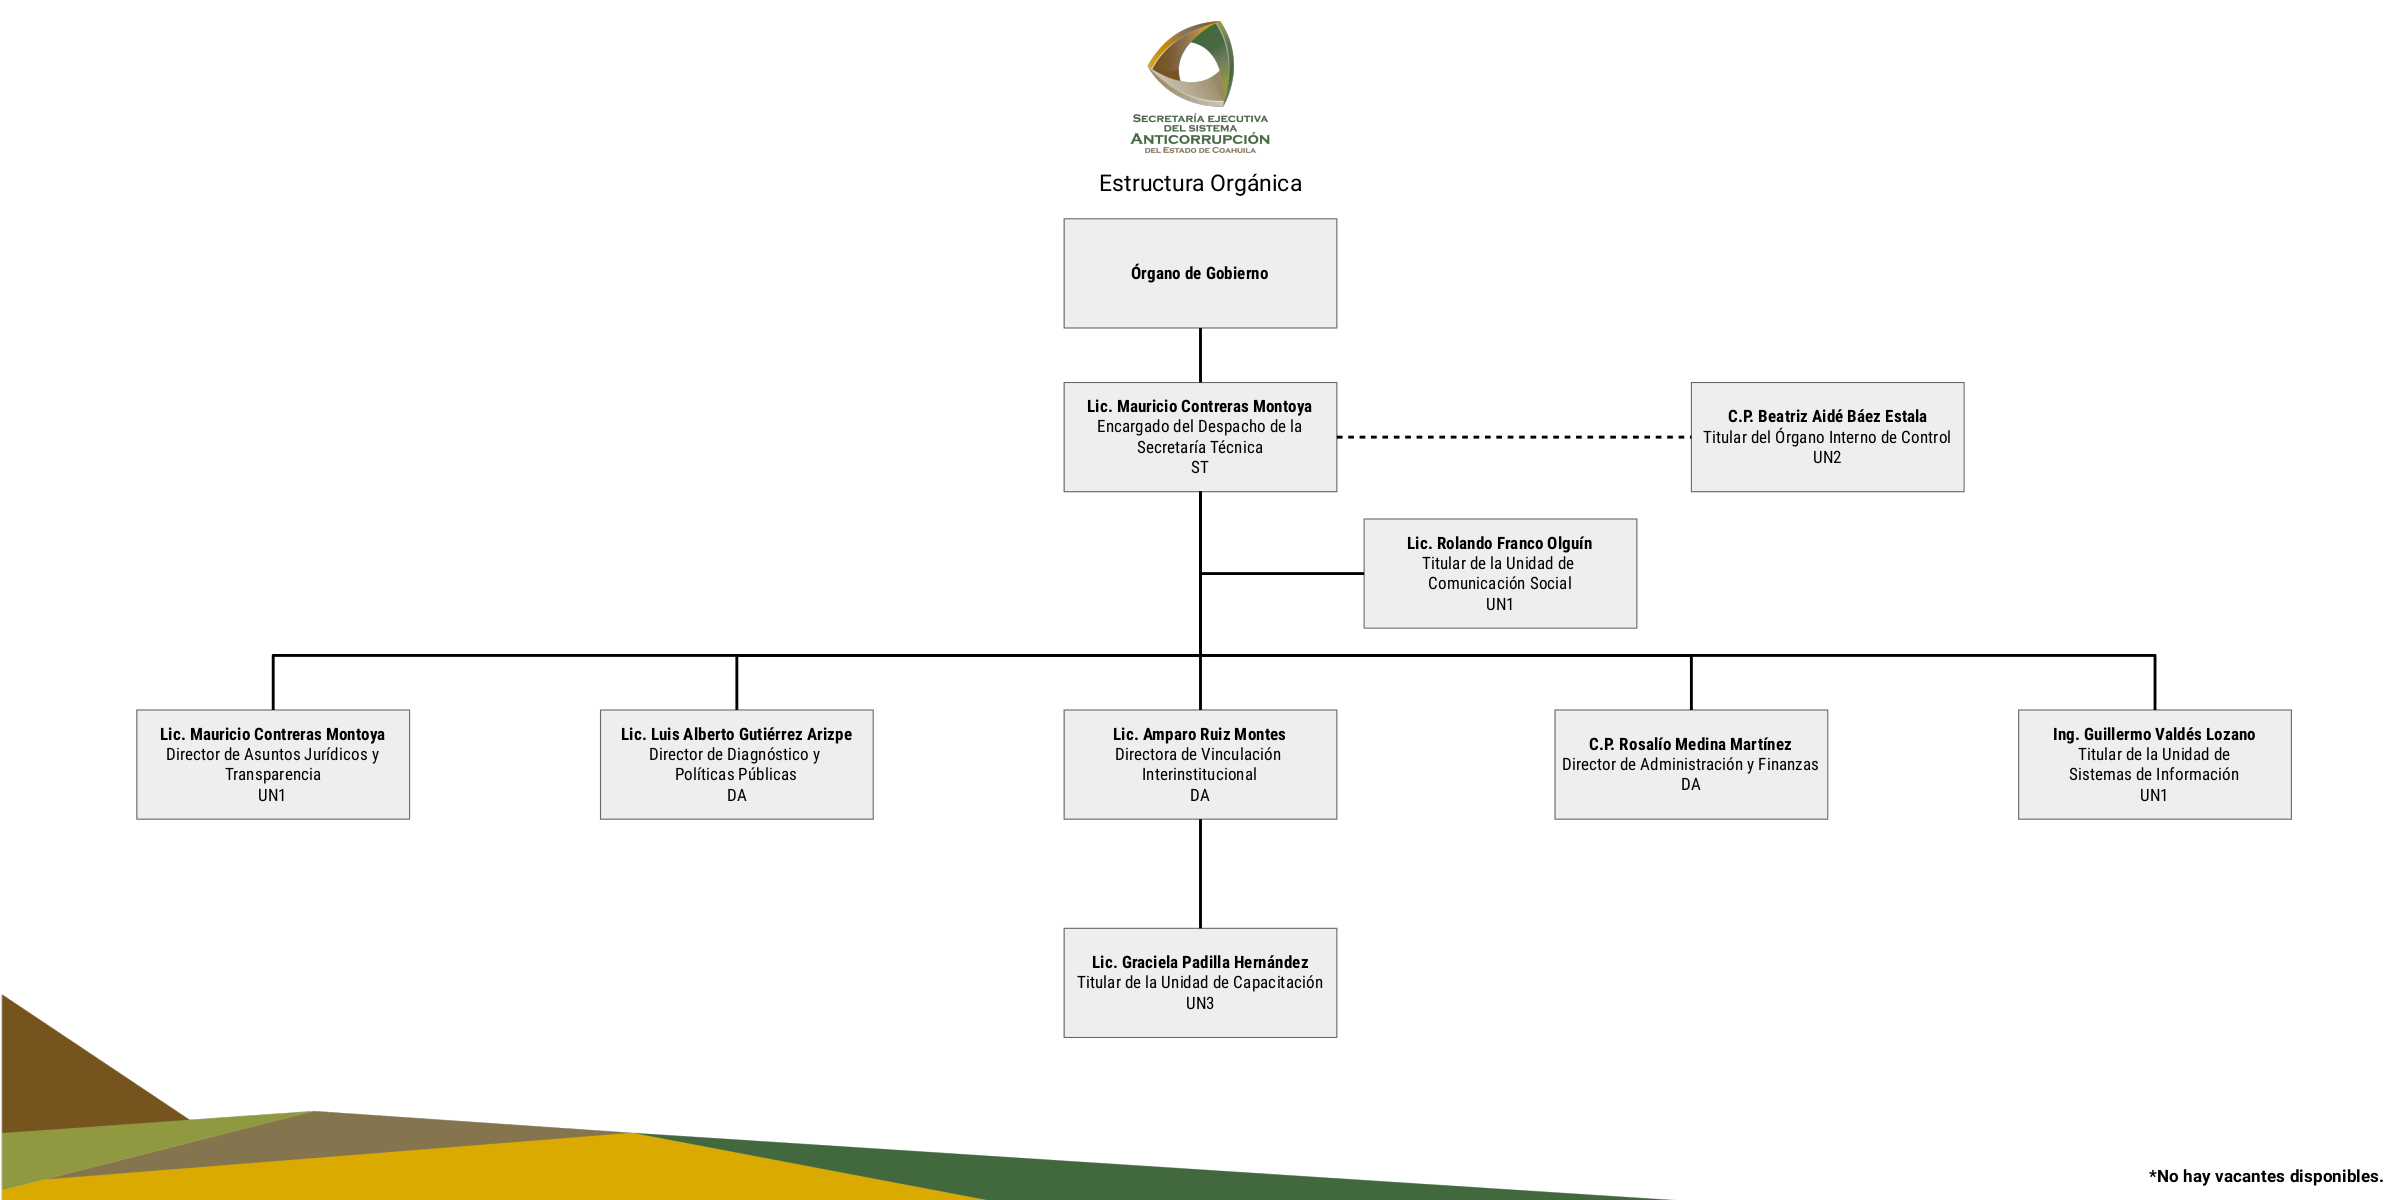 SECRETARÍA EJECUTIVA
DEL SISTEMA
ANTICORRUPCIÓN
DEL ESTADO DE COAHUILA
Estructura Orgánica
Órgano de Gobierno
Lic. Mauricio Contreras Montoya
Encargado del Despacho de la
Secretaría Técnica
ST
C.P. Beatriz Aidé Báez Estala
Titular del Órgano Interno de Control
UN2
Lic. Rolando Franco Olguín
Titular de la Unidad de
Comunicación Social
UN1
Lic. Mauricio Contreras Montoya
Director de Asuntos Jurídicos y
Transparencia
UN1
Lic. Luis Alberto Gutiérrez Arizpe
Director de Diagnóstico y
Políticas Públicas
DA
Lic. Amparo Ruiz Montes
Directora de Vinculación
Interinstitucional
DA
C.P. Rosalío Medina Martínez
Director de Administración y Finanzas
DA
Ing. Guillermo Valdés Lozano
Titular de la Unidad de
Sistemas de Información
UN1
Lic. Graciela Padilla Hernández
Titular de la Unidad de Capacitación
UN3
*No hay vacantes disponibles.